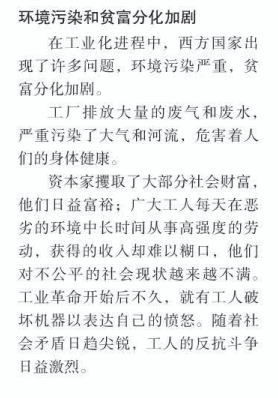 环境污染和贫富分化加剧
在工业化进程中，西方国家出
现了许多问题，环境污染严重，贫
富分化加剧。
工厂排放大量的废气和废水，
严重污染了大气和河流，危害着人
们的身体健康。
资本家攫取了大部分社会财富，
他们日益富裕；广大工人每天在恶
劣的环境中长时间从事高强度的劳
动，获得的收入却难以糊口，他们
对不公平的社会现状越来越不满。
工业革命开始后不久，就有工人破
坏机器以表达自己的愤怒。随着社
会矛盾日趋尖锐，工人的反抗斗争
日益激烈。